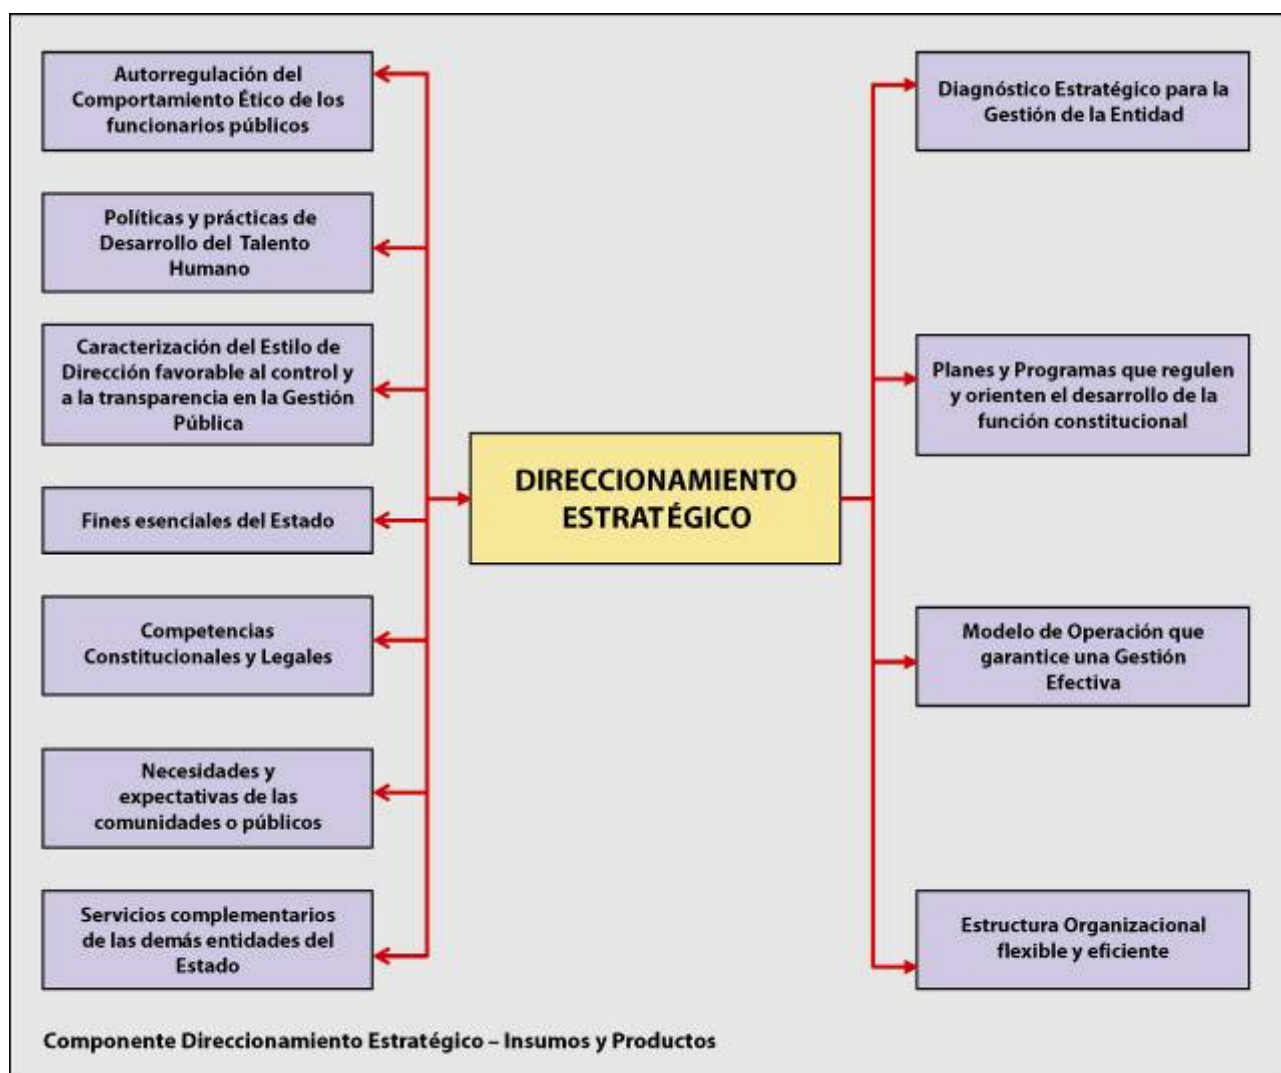 Autorregulación del
Comportamiento Ético de los
funcionarios públicos
Políticas y prácticas de
Desarrollo del Talento
Humano
Caracterización del Estilo de
Dirección favorable al control y
a la transparencia en la Gestión
Pública
Fines esenciales del Estado
Competencias
Constitucionales y Legales
Necesidades y
expectativas de las
comunidades o públicos
Servicios complementarios
de las demás entidades del
Estado
DIRECCIONAMIENTO
ESTRATÉGICO
Diagnóstico Estratégico para la
Gestión de la Entidad
Planes y Programas que regulen
y orienten el desarrollo de la
función constitucional
Modelo de Operación que
garantice una Gestión
Efectiva
Estructura Organizacional
flexible y eficiente
Componente Direccionamiento Estratégico – Insumos y Productos